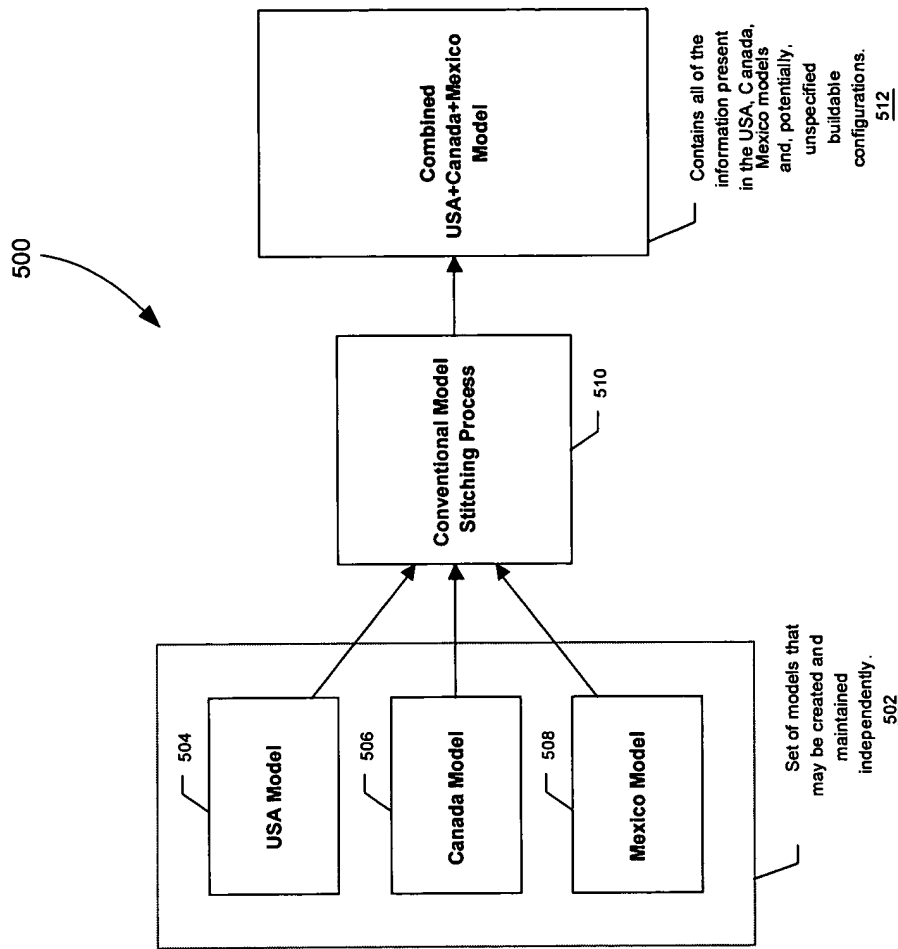 500
504
USA Model
506
Canada Model
508
Mexico Model
Set of models that
may be created and
maintained
independently.
502
Conventional Model
Stitching Process
510
Combined
USA+Canada+Mexico
Model
Contains all of the
information present
in the USA, C anada,
Mexico models
and, potentially,
unspecified
buildable
configurations.
512